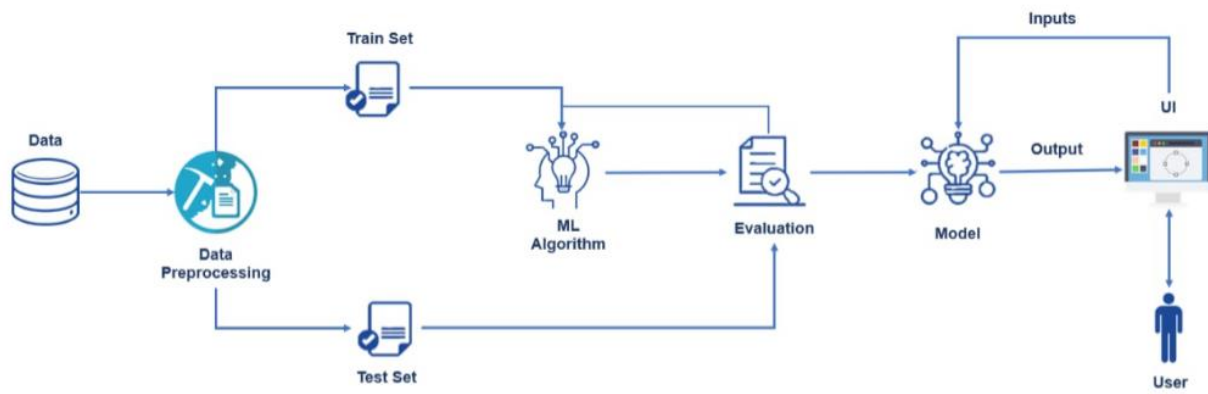 Inputs
Train Set
UI
Data
Output
ML
Algorithm
Evaluation
Model
Data
Preprocessing
Test Set
User